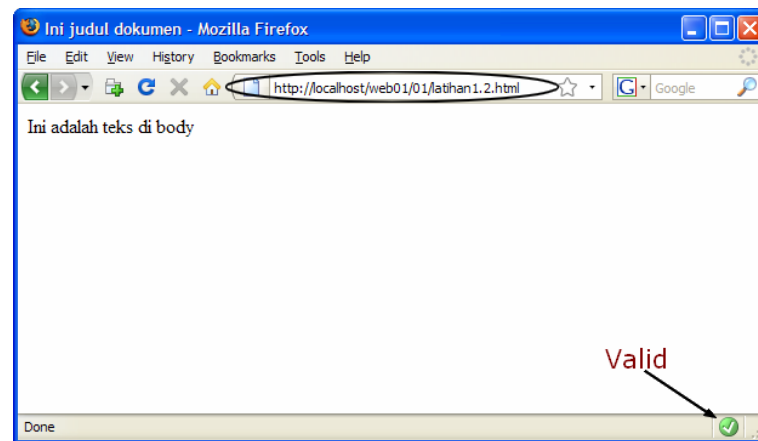 Ini judul dokumen - Mozilla Firefox
File Edit View History Bookmarks Tools Help
http://localhost/web01/01/latihan1.2.html G Google
Ini adalah teks di body
Valid
Done